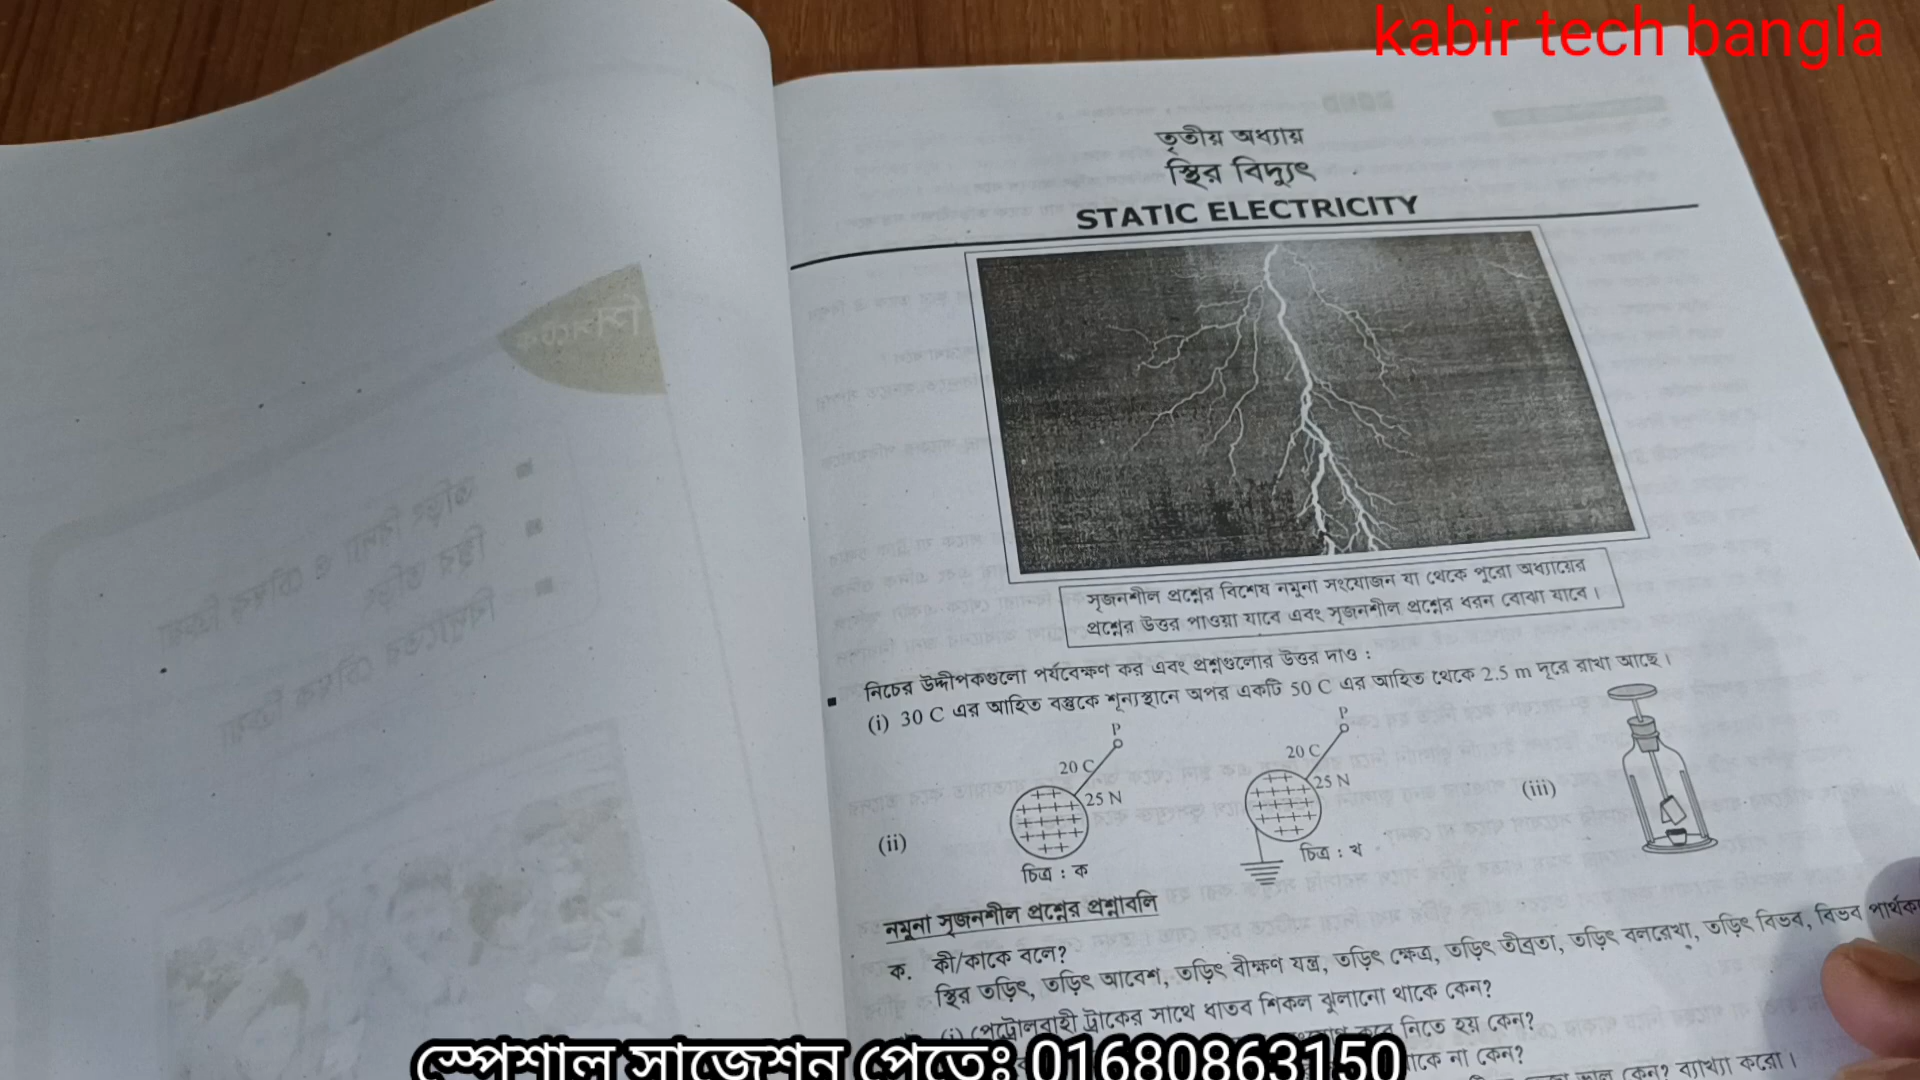 kabir tech bangla
তৃতীয় অধ্যায়
স্থির বিদ্যুৎ
STATIC ELECTRICITY
সৃজনশীল প্রশ্নের বিশেষ নমুনা সংযোজন যা থেকে পুরো অধ্যায়ের
প্রশ্নের উত্তর পাওয়া যাবে এবং সৃজনশীল প্রশ্নের ধরন বোঝা যাবে।
নিচের উদ্দীপকগুলো পর্যবেক্ষণ কর এবং প্রশ্নগুলোর উত্তর দাও :
(i) 30 C এর আহিত বস্তুকে শূন্যস্থানে অপর একটি 50 C এর আহিত থেকে 2.5 m দূরে রাখা আছে।
P
P
20 C
20 C
25 N
25 N
(ii)
(iii)
চিত্র : ক
চিত্র : খ
নমুনা সৃজনশীল প্রশ্নের প্রশ্নাবলি
ক. কী/কাকে বলে?
স্থির তড়িৎ, তড়িৎ আবেশ, তড়িৎ বীক্ষণ যন্ত্র, তড়িৎ ক্ষেত্র, তড়িৎ তীব্রতা, তড়িৎ বলরেখা, তড়িৎ বিভব, বিভব
(i) পেট্রোলবাহী ট্রাকের সাথে ধাতব শিকল ঝুলানো থাকে কেন?
করে নিতে হয় কেন?
থাকে না কেন?
কেন? ব্যাখ্যা করো।
স্পেশাল সাজেশন পেতেঃ 01680863150